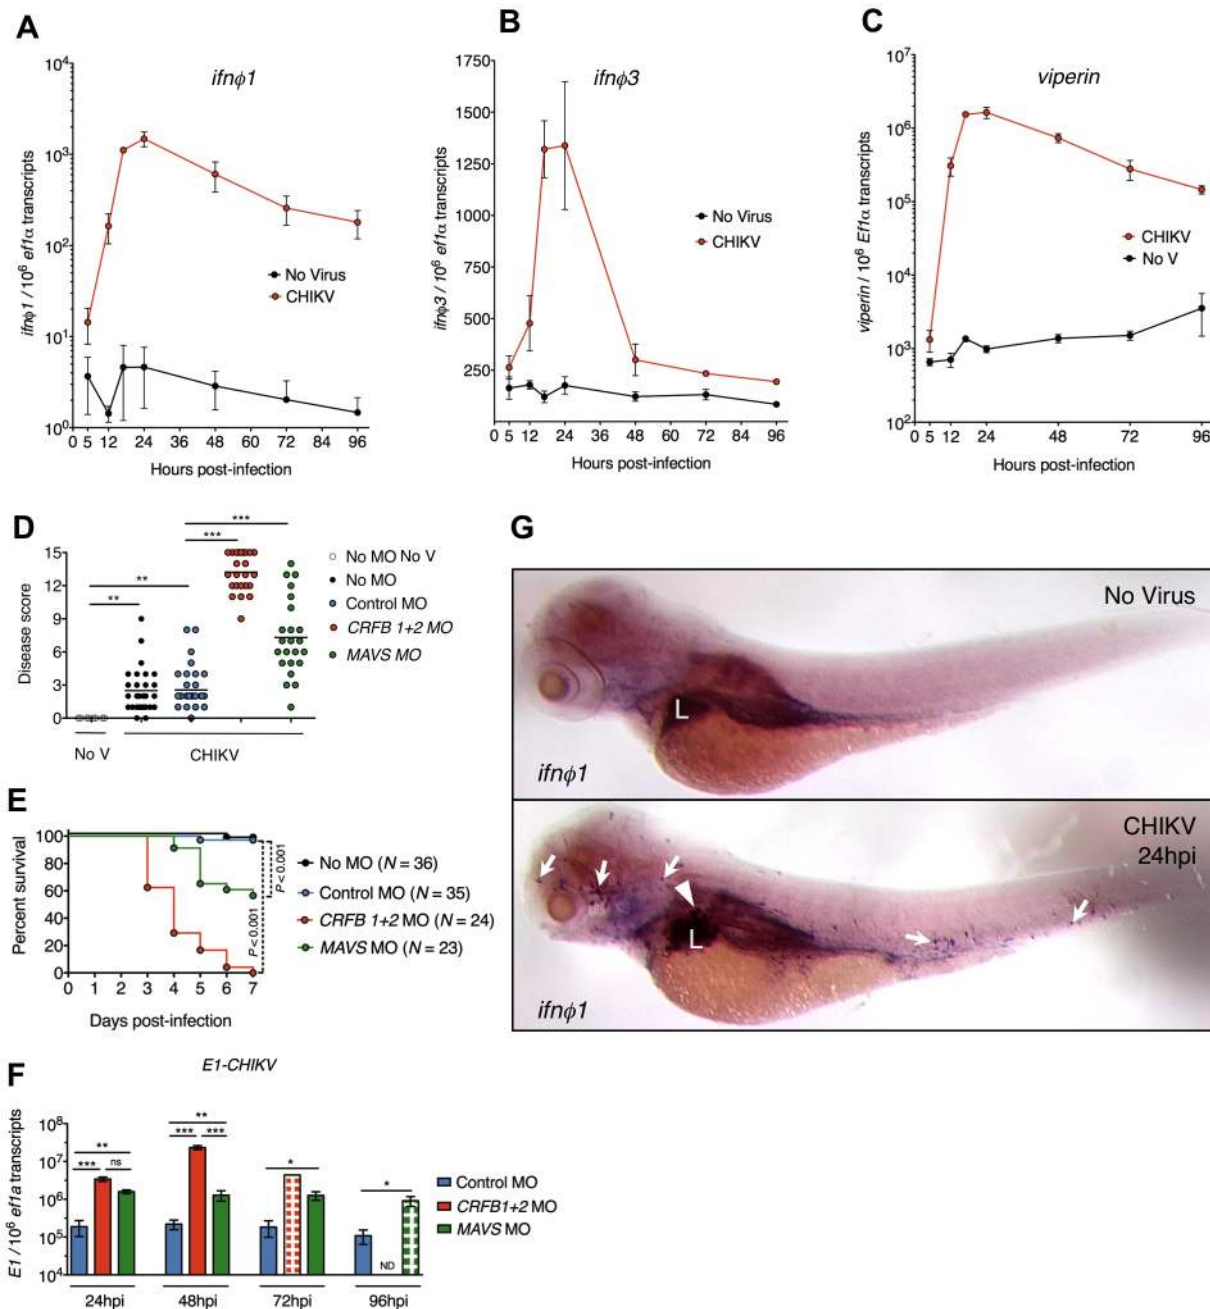 A
ifnφ1
ifnφ1 / 10⁶ ef1α transcripts
10⁴
10³
10²
10¹
10⁰
No Virus
CHIKV
0 5 12 24 36 48 60 72 84 96
Hours post-infection
B
ifnφ3
ifnφ3 / 10⁶ ef1α transcripts
1750
1500
1250
1000
750
500
250
No Virus
CHIKV
0 5 12 24 36 48 60 72 84 96
Hours post-infection
C
viperin
viperin / 10⁶ Ef1α transcripts
10⁷
10⁶
10⁵
10⁴
10³
10²
CHIKV
No V
0 5 12 24 36 48 60 72 84 96
Hours post-infection
D
Disease score
15
12
9
6
3
0
**
**
***
***
No MO No V
No MO
Control MO
CRFB 1+2 MO
MAVS MO
No V
CHIKV
E
Percent survival
100
80
60
40
20
0
0 1 2 3 4 5 6 7
Days post-infection
P < 0.001
P < 0.001
No MO (N = 36)
Control MO (N = 35)
CRFB 1+2 MO (N = 24)
MAVS MO (N = 23)
F
E1-CHIKV
E1 / 10⁶ ef1a transcripts
10⁸
10⁷
10⁶
10⁵
10⁴
**
*** ns
**
*** ***
*
*
ND
24hpi 48hpi 72hpi 96hpi
Control MO
CRFB1+2 MO
MAVS MO
G
No Virus
L
ifnφ1
CHIKV
24hpi
L
ifnφ1